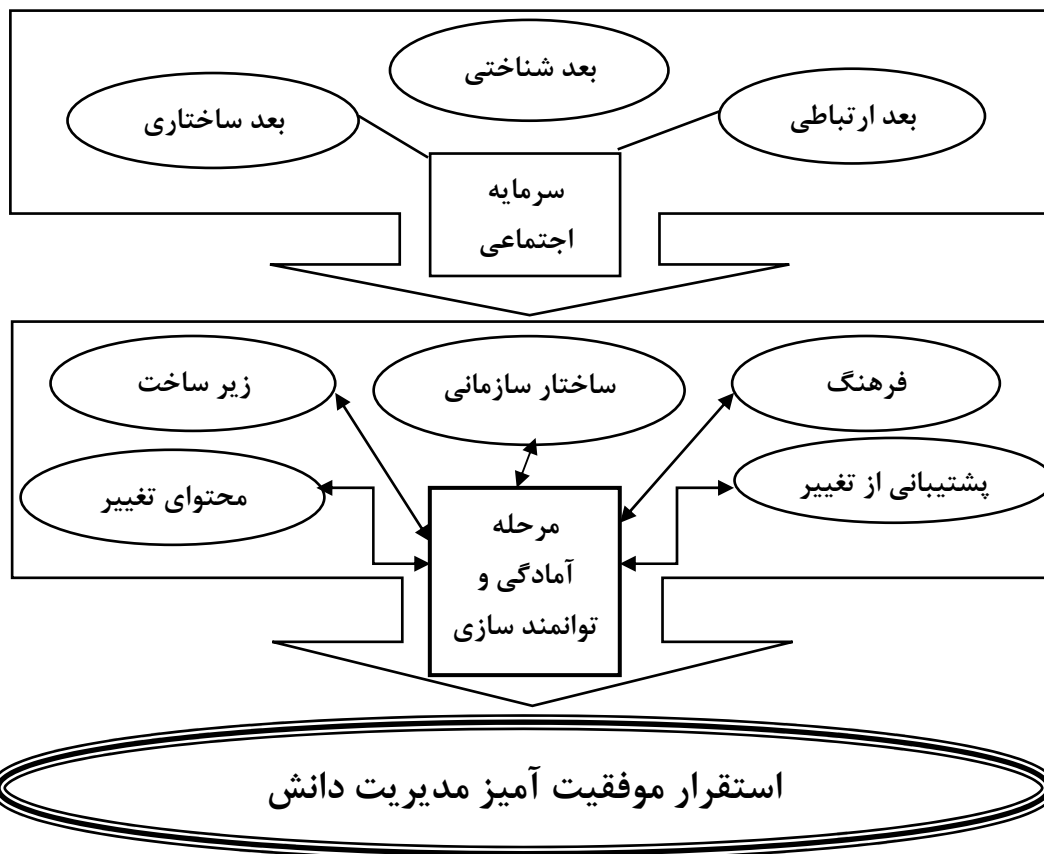 بعد شناختی
بعد ارتباطی
بعد ساختاری
سرمایه
اجتماعی
فرهنگ
ساختار سازمانی
زیر ساخت
پشتیبانی از تغییر
محتوای تغییر
مرحله
آمادگی و
توانمند سازی
استقرار موفقیت آمیز مدیریت دانش